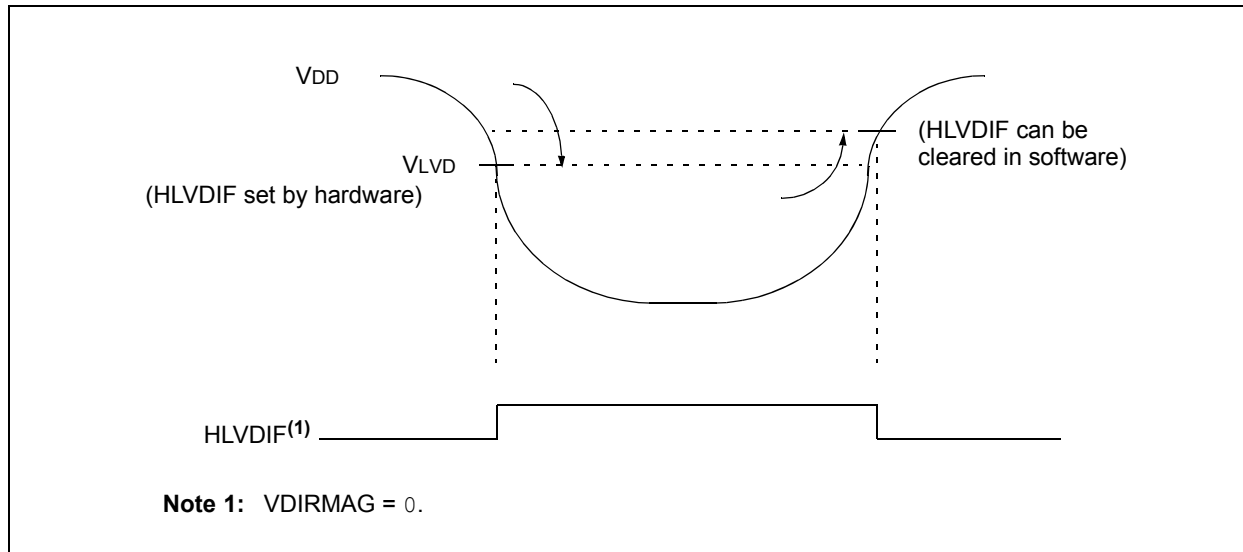 VDD
(HLVDIF can be
cleared in software)
VLVD
(HLVDIF set by hardware)
HLVDIF(1)
Note 1: VDIRMAG = 0.